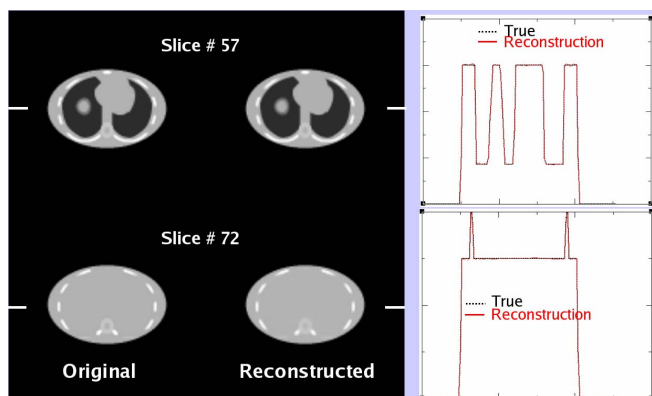 Slice # 57
True
Reconstruction
Slice # 72
True
Reconstruction
Original
Reconstructed